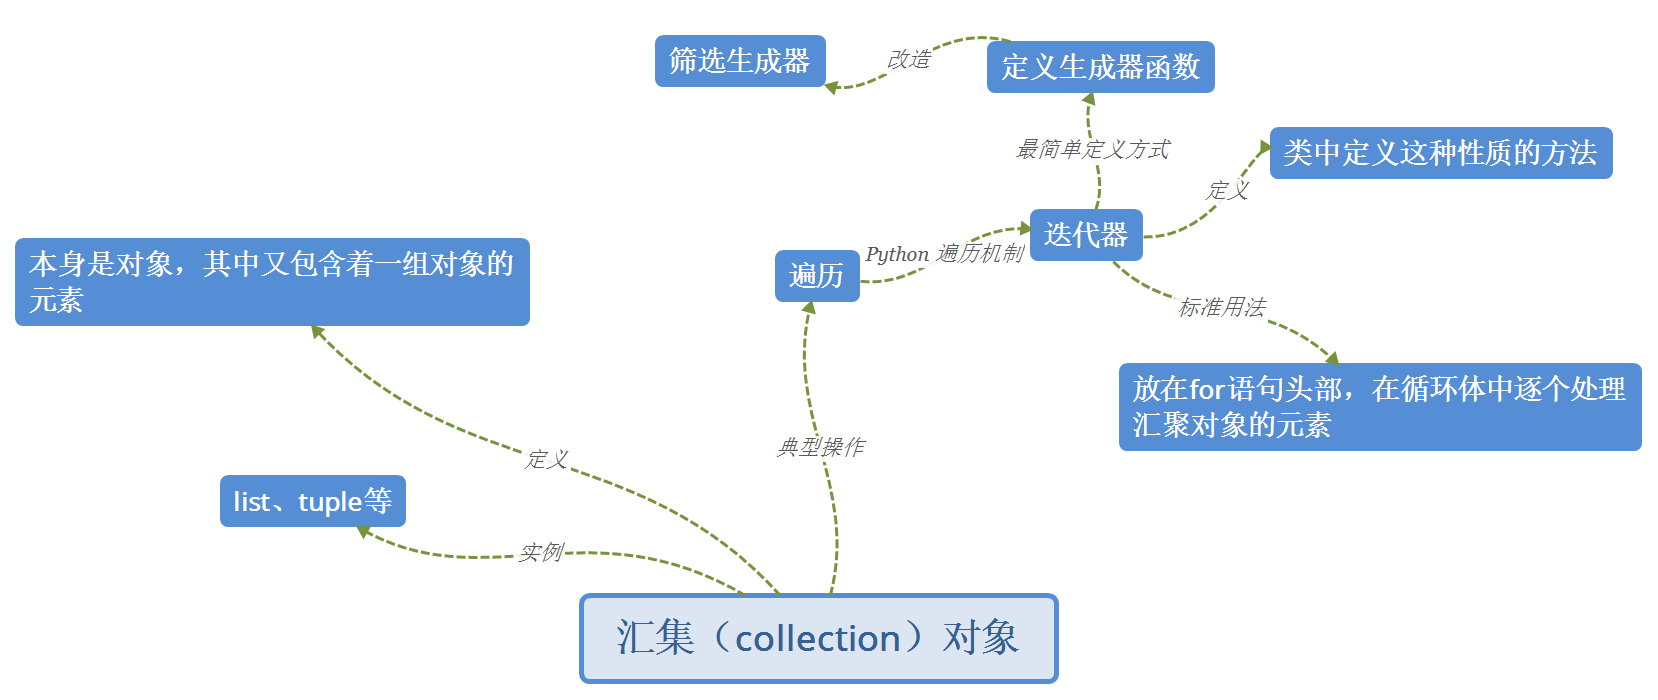 筛选生成器
改造
定义生成器函数
最简单定义方式
类中定义这种性质的方法
定义
迭代器
Python 遍历机制
遍历
本身是对象，其中又包含着一组对象的
元素
标准用法
放在for语句头部，在循环体中逐个处理
汇聚对象的元素
典型操作
定义
list、tuple等
实例
汇集（collection）对象